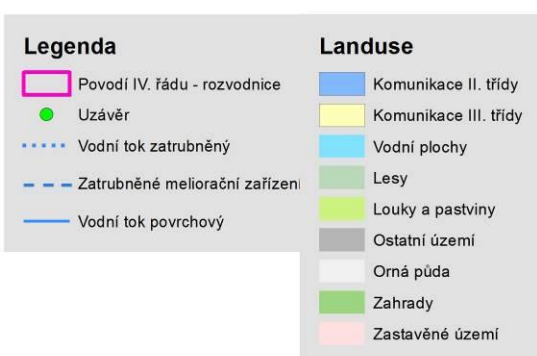 Legenda
Povodí IV. řádu - rozvodnice
Uzávěr
Vodní tok zatrubněný
Zatrubněné meliorační zařízen
Vodní tok povrchový
Landuse
Komunikace II. třídy
Komunikace III. třídy
Vodní plochy
Lesy
Louky a pastviny
Ostatní území
Orná půda
Zahrady
Zastavěné území